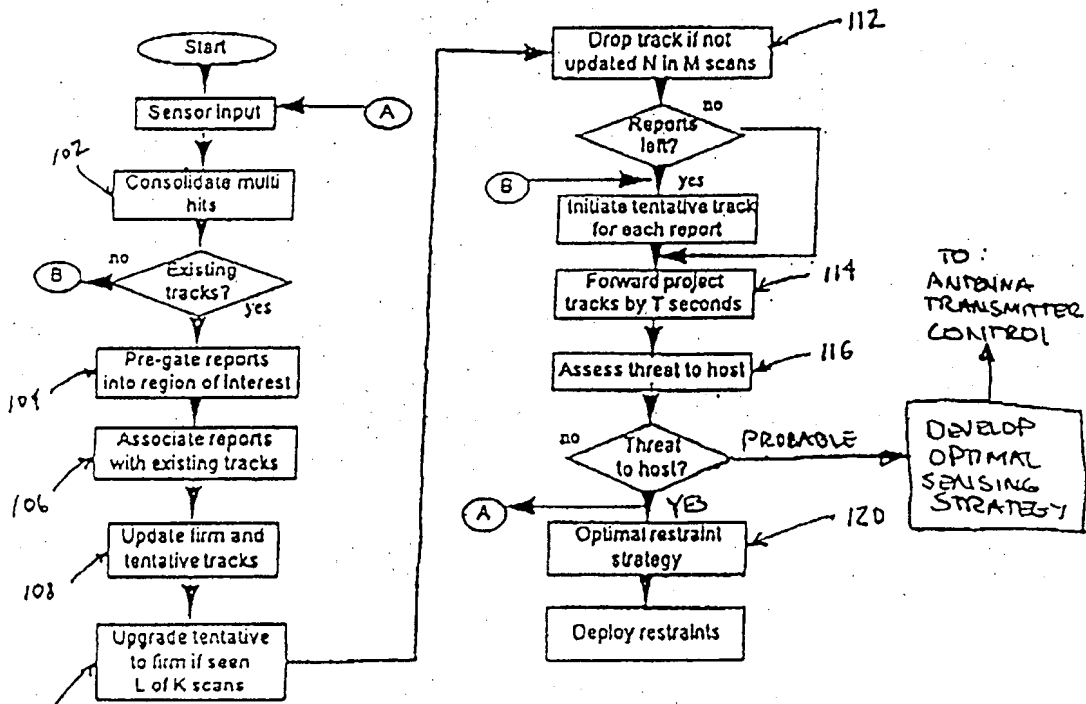 Start
Sensor input
A
102
Consolidate multi
hits
no
B
Existing
tracks?
yes
Pre-gate reports
into region of interest
104
Associate reports
with existing tracks
106
Update firm and
tentative tracks
108
Upgrade tentative
to firm if seen
L of K scans
112
Drop track if not
updated N in M scans
no
Reports
left?
B
yes
Initiate tentative track
for each report
Forward project
tracks by T seconds
114
Assess threat to host
116
no
Threat
to host?
PROBABLE
DEVELOP
OPTIMAL
SENSING
STRATEGY
TO:
ANTENNA
TRANSMITTER
CONTROL
A
YES
Optimal restraint
strategy
120
Deploy restraints